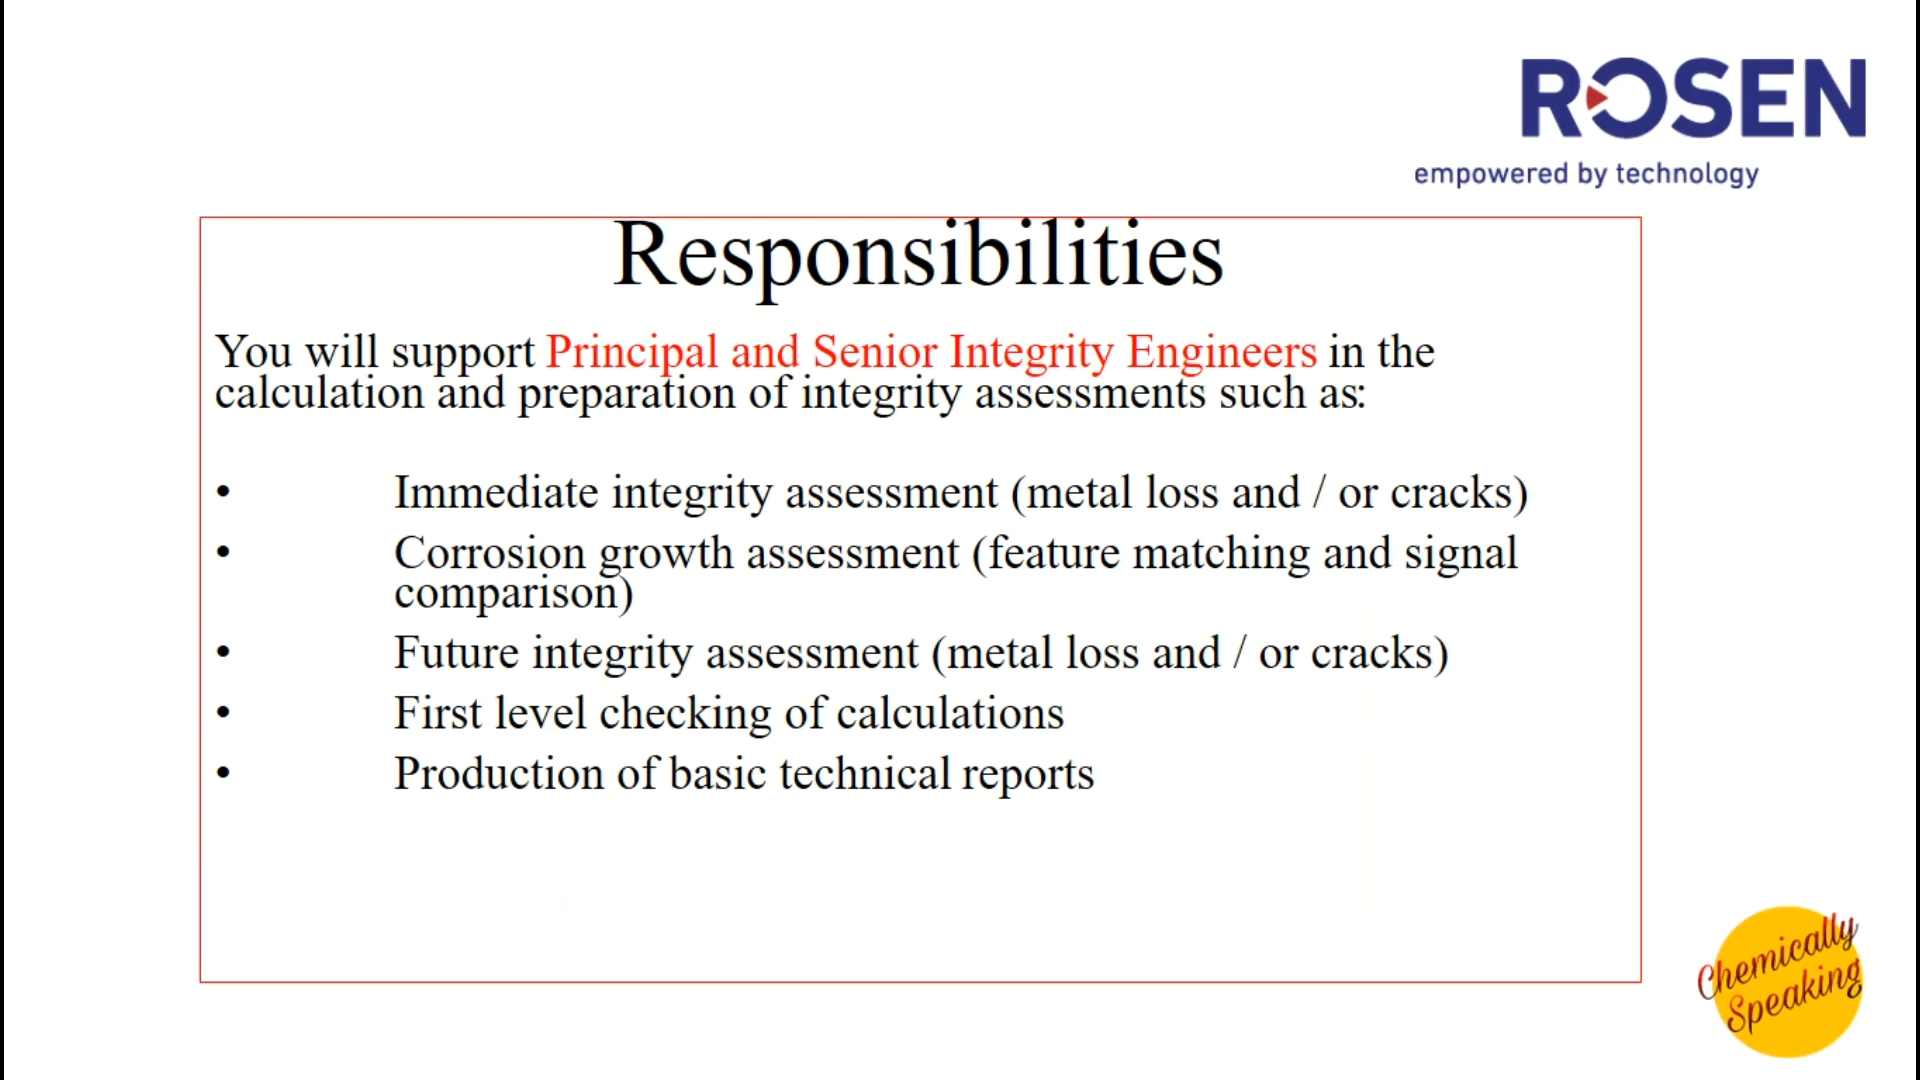 ROSEN
empowered by technology
Responsibilities
You will support Principal and Senior Integrity Engineers in the
calculation and preparation of integrity assessments such as:
• Immediate integrity assessment (metal loss and / or cracks)
• Corrosion growth assessment (feature matching and signal
comparison)
• Future integrity assessment (metal loss and / or cracks)
• First level checking of calculations
• Production of basic technical reports
Chemically
Speaking